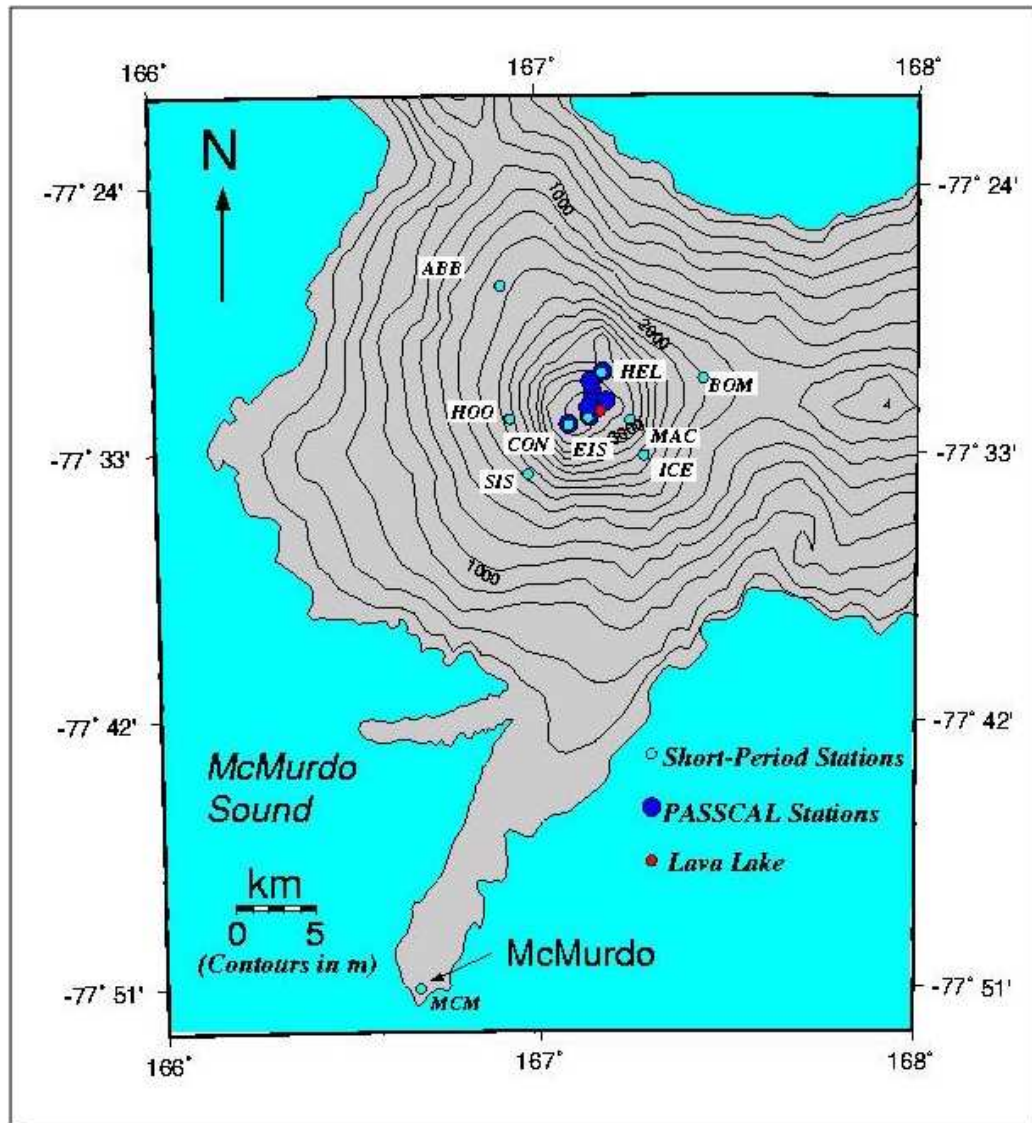 166°
167°
168°
N
-77° 24'
-77° 24'
1000
ABB
2000
HEL
BOM
HOO
CON
EIS
3000
MAC
-77° 33'
-77° 33'
SIS
ICE
1000
-77° 42'
-77° 42'
McMurdo
Sound
Short-Period Stations
PASSCAL Stations
Lava Lake
km
0 5
(Contours in m)
McMurdo
MCM
-77° 51'
-77° 51'
166°
167°
168°